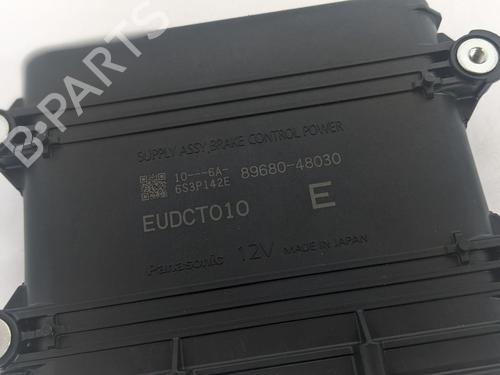 B-PARTS
SUPPLY ASSY,BRAKE CONTROL POWER
10---6A-
6S3P142E 89680-48030
EUDCT010 E
Panasonic 12V MADE IN JAPAN